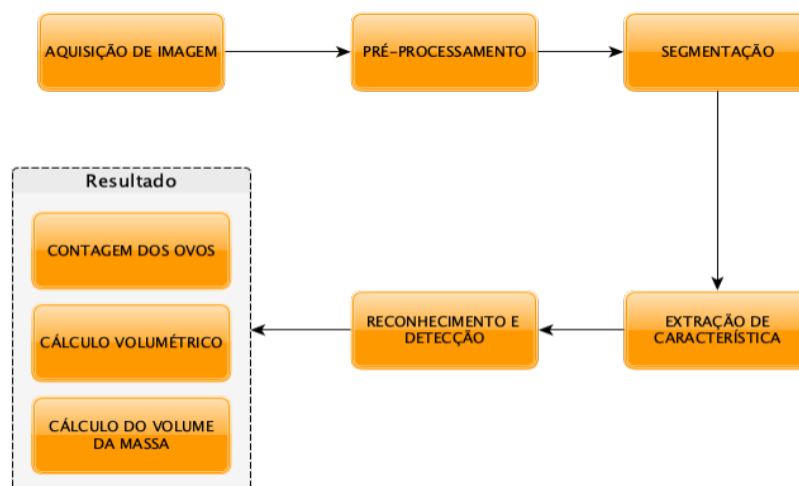 AQUISIÇÃO DE IMAGEM
PRÉ-PROCESSAMENTO
SEGMENTAÇÃO
EXTRAÇÃO DE
CARACTERÍSTICA
RECONHECIMENTO E
DETECÇÃO
Resultado
CONTAGEM DOS OVOS
CÁLCULO VOLUMÉTRICO
CÁLCULO DO VOLUME
DA MASSA